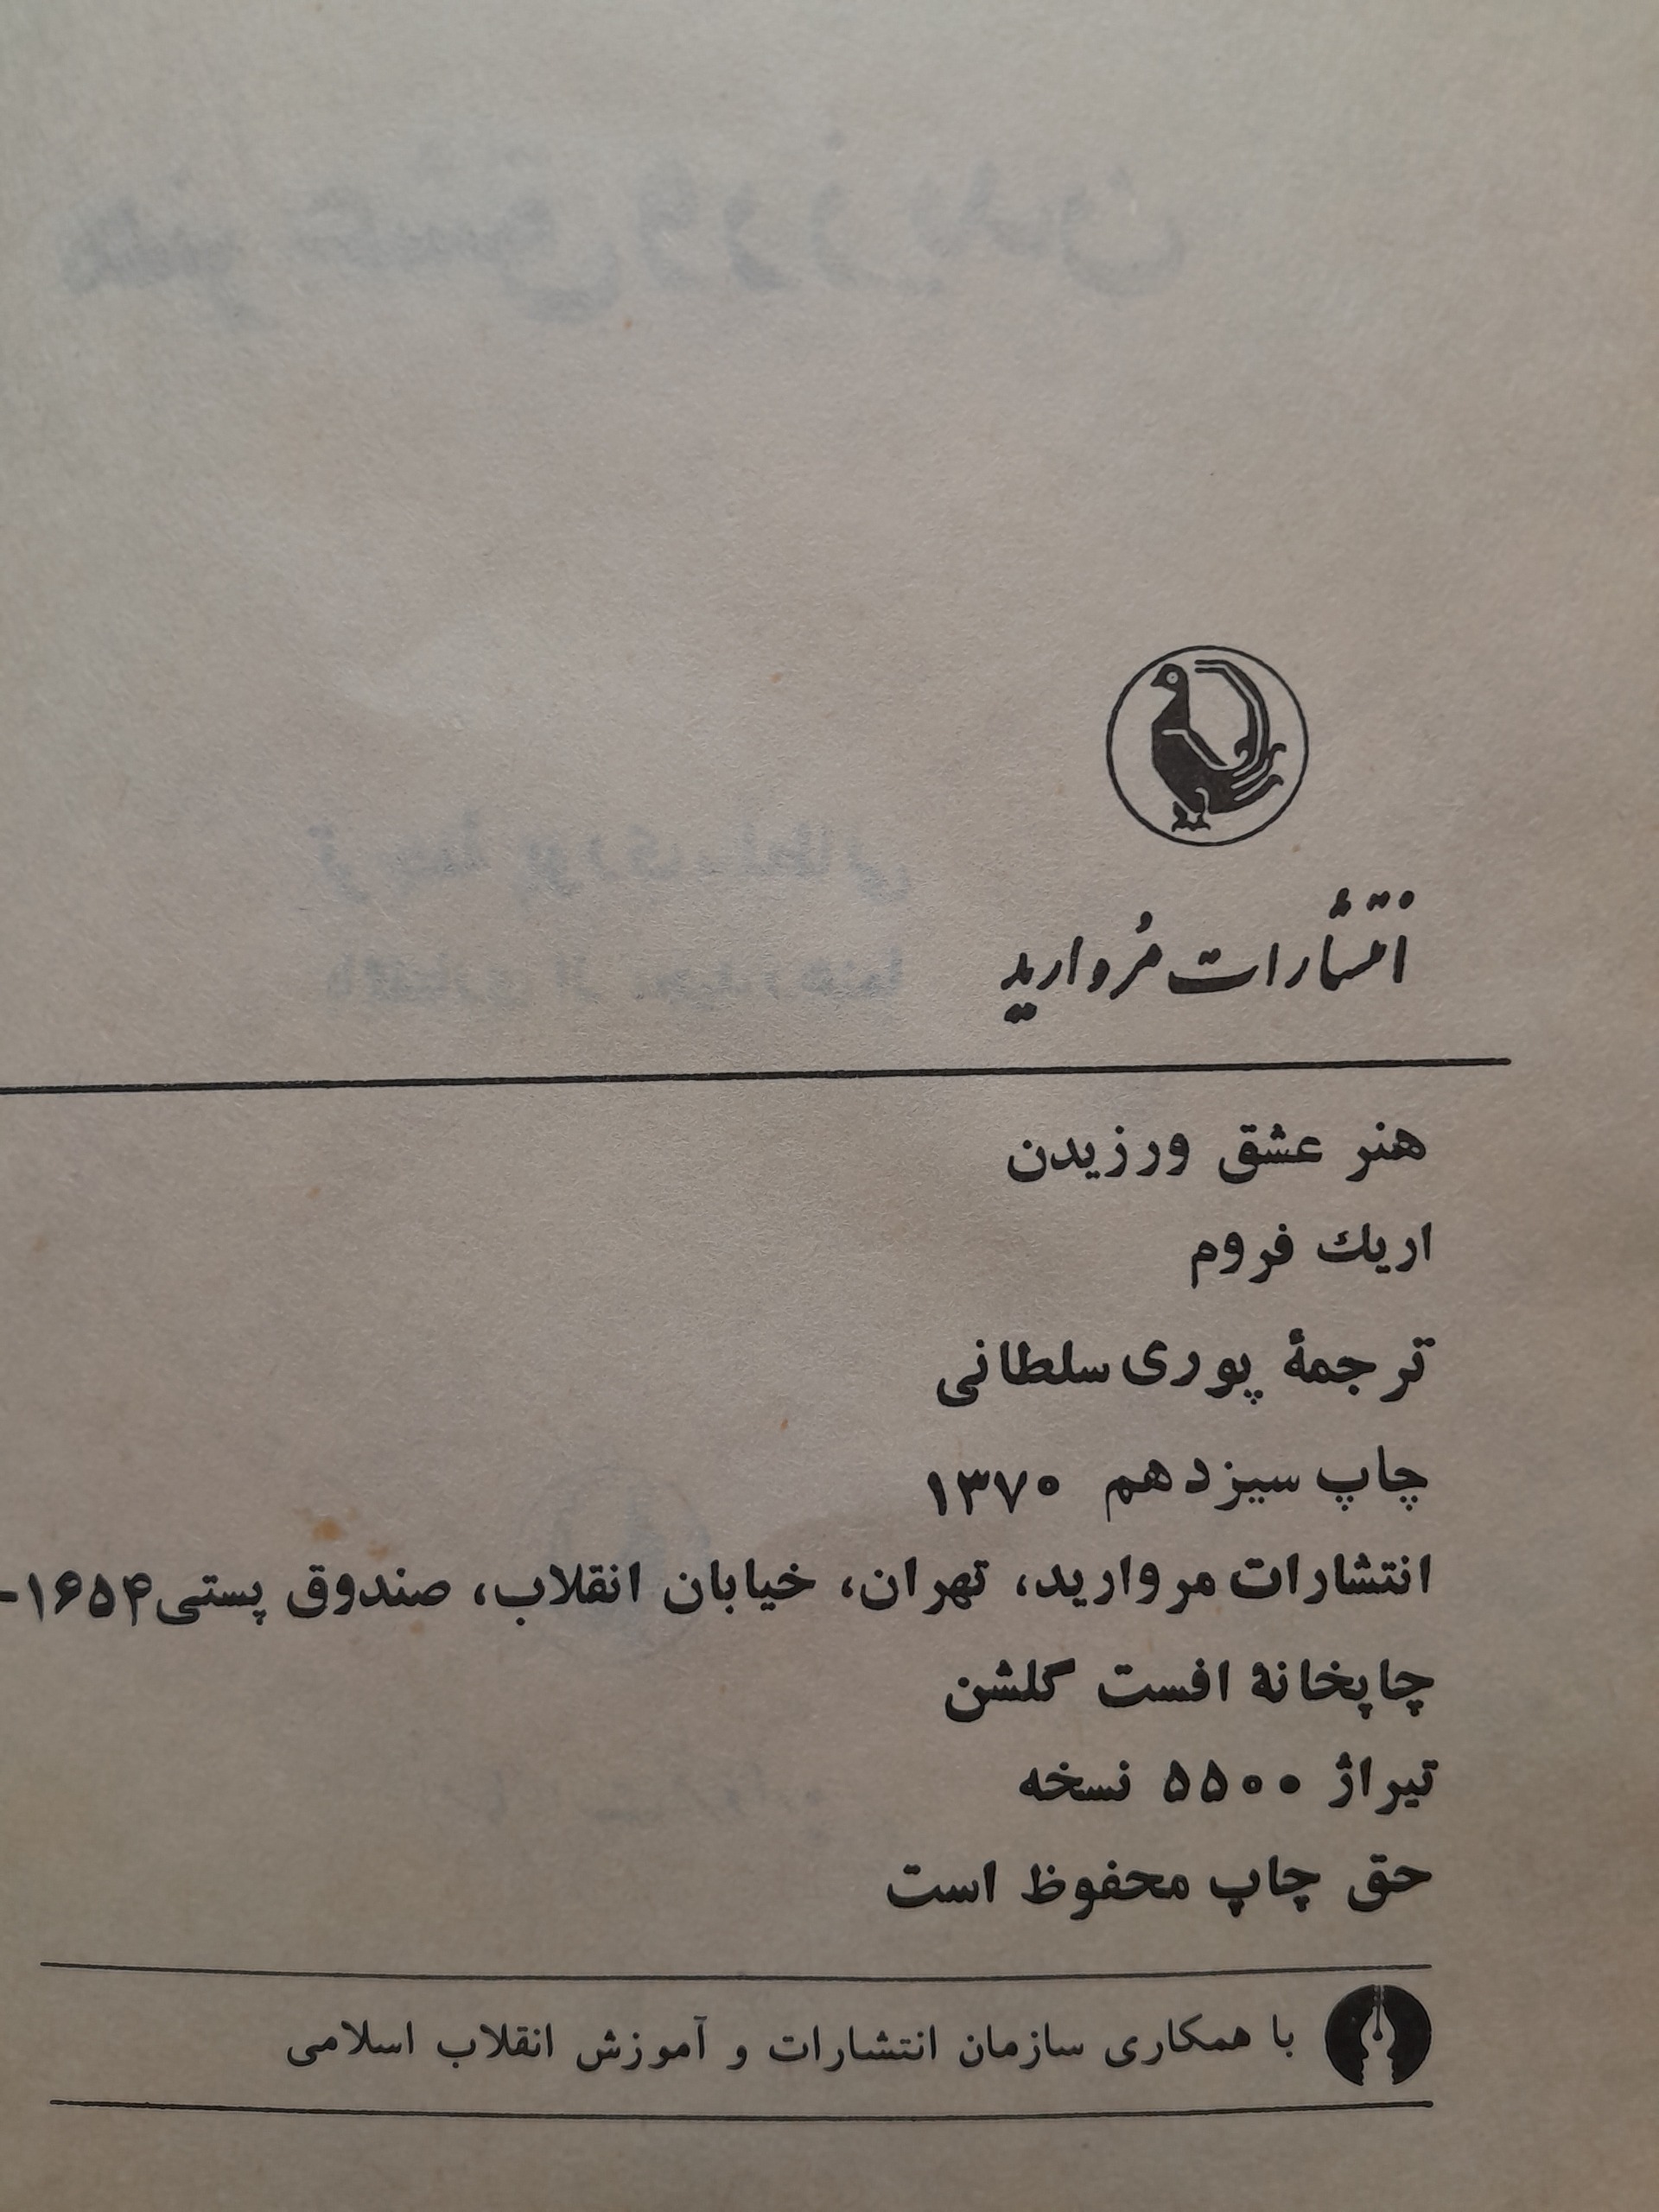 انتشارات مُروارید
هنر عشق ورزیدن
اریك فروم
ترجمهٔ پوری سلطانی
چاپ سیزدهم ۱۳۷۰
انتشارات مروارید، تهران، خیابان انقلاب، صندوق پستی ۱۶۵۴-
چاپخانهٔ افست گلشن
تیراژ ۵۵۰۰ نسخه
حق چاپ محفوظ است
با همکاری سازمان انتشارات و آموزش انقلاب اسلامی